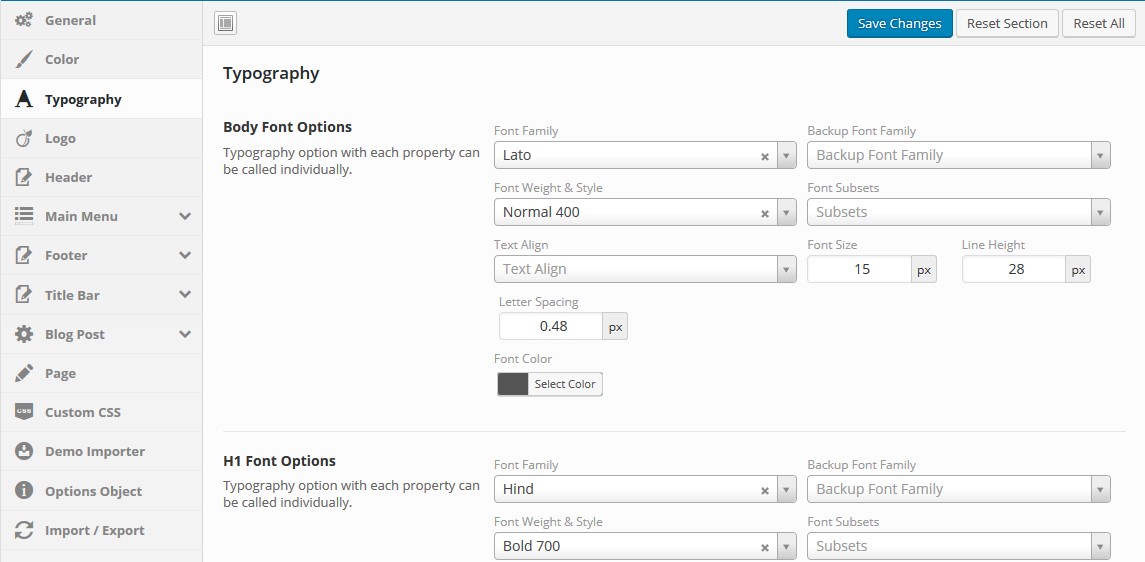 General
Color
Typography
Logo
Header
Main Menu
Footer
Title Bar
Blog Post
Page
Custom CSS
Demo Importer
Options Object
Import / Export
Save Changes
Reset Section
Reset All
Typography
Body Font Options
Typography option with each property can
be called individually.
Font Family
Backup Font Family
Lato
Backup Font Family
Font Weight & Style
Font Subsets
Normal 400
Subsets
Text Align
Font Size
Line Height
Text Align
15 px
28 px
Letter Spacing
0.48 px
Font Color
Select Color
H1 Font Options
Typography option with each property can
be called individually.
Font Family
Backup Font Family
Hind
Backup Font Family
Font Weight & Style
Font Subsets
Bold 700
Subsets